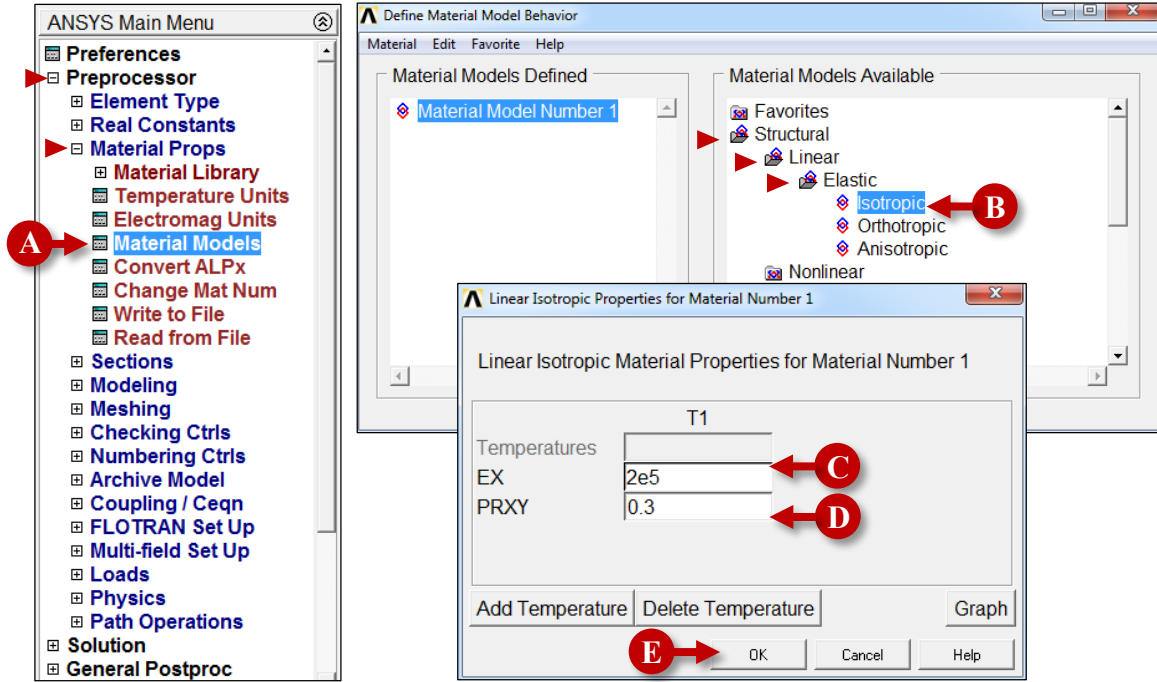 ANSYS Main Menu
Preferences
Preprocessor
Element Type
Real Constants
Material Props
Material Library
Temperature Units
Electromag Units
A
Material Models
Convert ALPx
Change Mat Num
Write to File
Read from File
Sections
Modeling
Meshing
Checking Ctrls
Numbering Ctrls
Archive Model
Coupling / Ceqn
FLOTRAN Set Up
Multi-field Set Up
Loads
Physics
Path Operations
Solution
General Postproc
Define Material Model Behavior
Material Edit Favorite Help
Material Models Defined
Material Model Number 1
Material Models Available
Favorites
Structural
Linear
Elastic
Isotropic
B
Orthotropic
Anisotropic
Nonlinear
Linear Isotropic Properties for Material Number 1
Linear Isotropic Material Properties for Material Number 1
T1
Temperatures
EX 2e5
C
PRXY 0.3
D
Add Temperature Delete Temperature Graph
E
OK Cancel Help